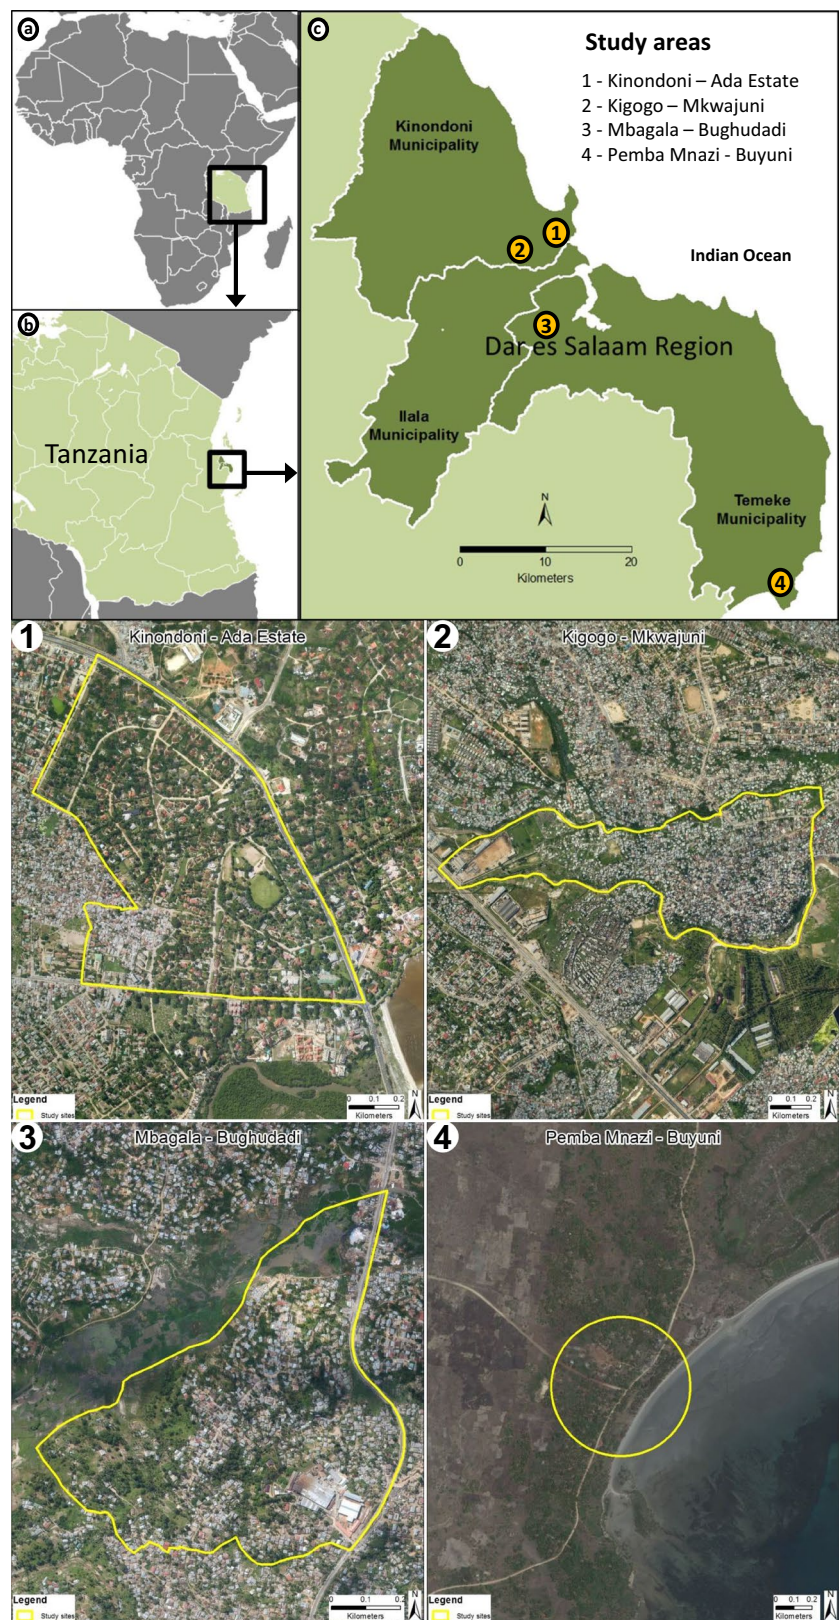 a
c
Study areas
1 - Kinondoni – Ada Estate
2 - Kigogo – Mkwajuni
3 - Mbagala – Bughudadi
4 - Pemba Mnazi - Buyuni
Kinondoni
Municipality
1
2
Indian Ocean
b
3
Dar es Salaam Region
Tanzania
Ilala
Municipality
N
Temeke
Municipality
0 10 20
Kilometers
4
1
Kinondoni - Ada Estate
2
Kigogo - Mkwajuni
Legend
Study sites
0 0.1 0.2
Kilometers
N
Legend
Study sites
0 0.1 0.2
Kilometers
N
3
Mbagala - Bughudadi
4
Pemba Mnazi - Buyuni
Legend
Study sites
0 0.1 0.2
Kilometers
N
Legend
Study sites
0 0.1 0.2
Kilometers
N